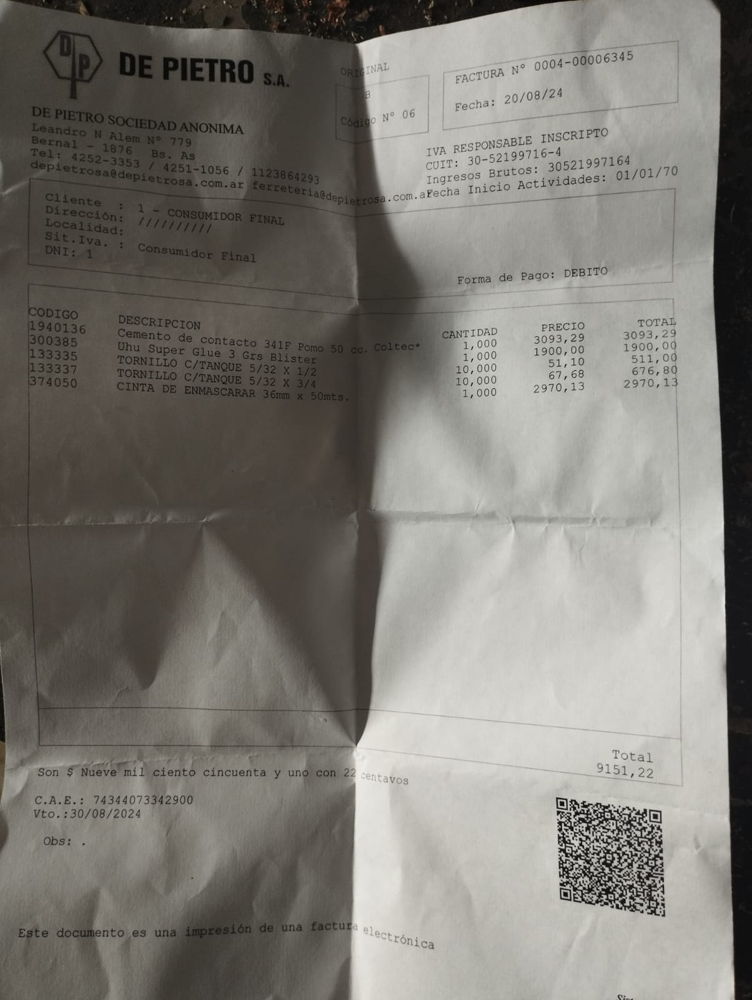 DP
DE PIETRO S.A.
ORIGINAL
B
Código N° 06
FACTURA N° 0004-00006345
Fecha: 20/08/24
DE PIETRO SOCIEDAD ANONIMA
Leandro N Alem N° 779
Bernal - 1876 Bs. As
Tel: 4252-3353 / 4251-1056 / 1123864293
depietrosa@depietrosa.com.ar ferreteria@depietrosa.com.a
IVA RESPONSABLE INSCRIPTO
CUIT: 30-52199716-4
Ingresos Brutos: 30521997164
Fecha Inicio Actividades: 01/01/70
Cliente : 1 - CONSUMIDOR FINAL
Dirección: //////////
Localidad:
Sit.Iva. : Consumidor Final
DNI: 1
Forma de Pago: DEBITO
CODIGO DESCRIPCION CANTIDAD PRECIO TOTAL
1940136 Cemento de contacto 341F Pomo 50 cc. Coltec* 1,000 3093,29 3093,29
300385 Uhu Super Glue 3 Grs Blister 1,000 1900,00 1900,00
133335 TORNILLO C/TANQUE 5/32 X 1/2 10,000 51,10 511,00
133337 TORNILLO C/TANQUE 5/32 X 3/4 10,000 67,68 676,80
374050 CINTA DE ENMASCARAR 36mm x 50mts. 1,000 2970,13 2970,13
Total
9151,22
Son $ Nueve mil ciento cincuenta y uno con 22 centavos
C.A.E.: 74344073342900
Vto.:30/08/2024
Obs: .
Este documento es una impresión de una factura electrónica